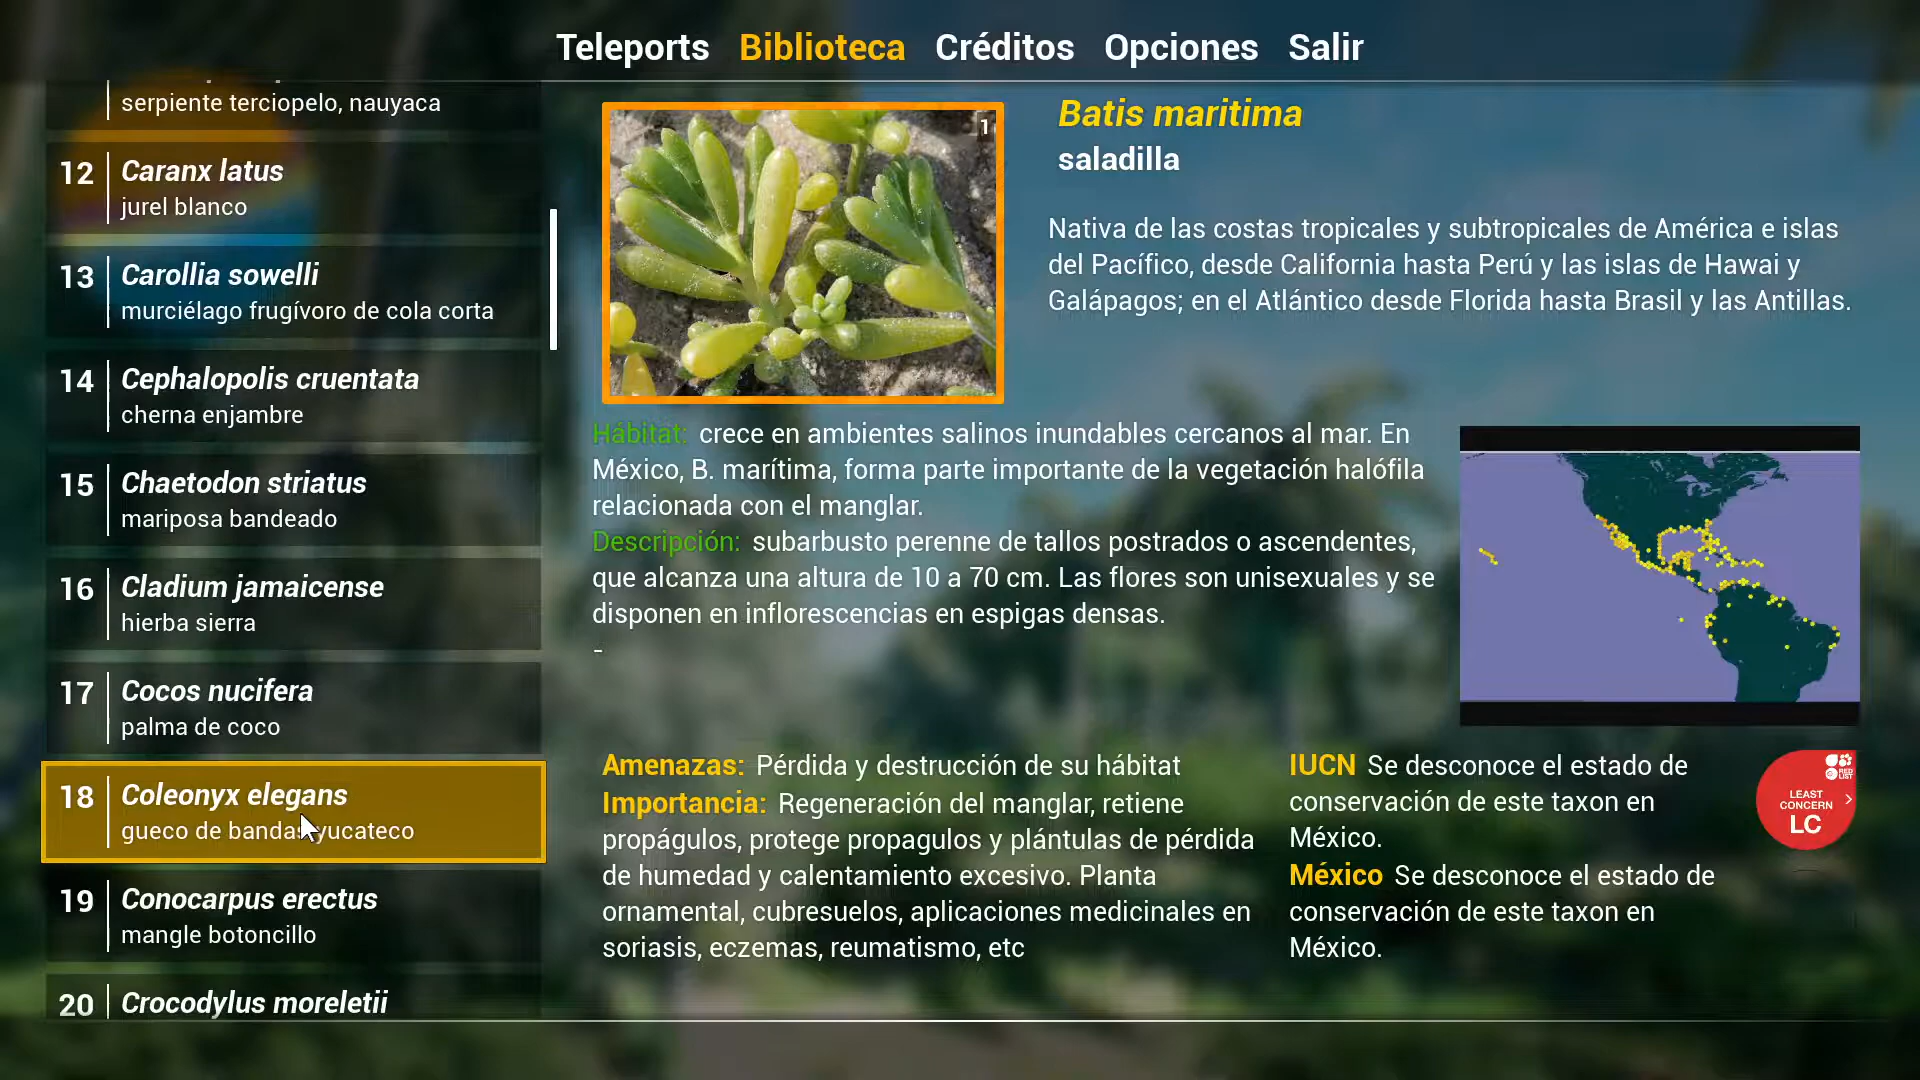 Teleports Biblioteca Créditos Opciones Salir
serpiente terciopelo, nauyaca
12 Caranx latus
jurel blanco
13 Carollia sowelli
murciélago frugívoro de cola corta
14 Cephalopolis cruentata
cherna enjambre
15 Chaetodon striatus
mariposa bandeado
16 Cladium jamaicense
hierba sierra
17 Cocos nucifera
palma de coco
18 Coleonyx elegans
gueco de bandas yucateco
19 Conocarpus erectus
mangle botoncillo
20 Crocodylus moreletii
1
Batis maritima
saladilla
Nativa de las costas tropicales y subtropicales de América e islas
del Pacífico, desde California hasta Perú y las islas de Hawai y
Galápagos; en el Atlántico desde Florida hasta Brasil y las Antillas.
Hábitat: crece en ambientes salinos inundables cercanos al mar. En
México, B. marítima, forma parte importante de la vegetación halófila
relacionada con el manglar.
Descripción: subarbusto perenne de tallos postrados o ascendentes,
que alcanza una altura de 10 a 70 cm. Las flores son unisexuales y se
disponen en inflorescencias en espigas densas.
-
Amenazas: Pérdida y destrucción de su hábitat
Importancia: Regeneración del manglar, retiene
propágulos, protege propagulos y plántulas de pérdida
de humedad y calentamiento excesivo. Planta
ornamental, cubresuelos, aplicaciones medicinales en
soriasis, eczemas, reumatismo, etc
IUCN Se desconoce el estado de
conservación de este taxon en
México.
México Se desconoce el estado de
conservación de este taxon en
México.
RED
LIST
LEAST
CONCERN >
LC